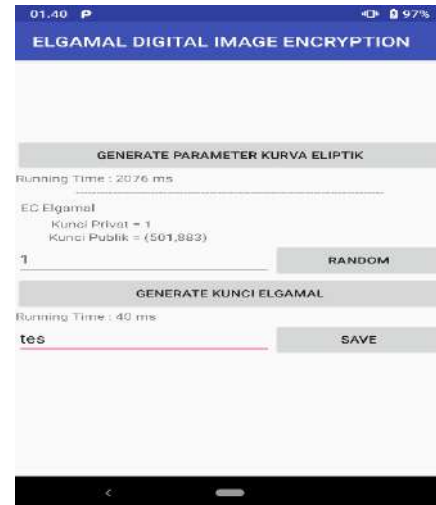 01.40 P 97%
ELGAMAL DIGITAL IMAGE ENCRYPTION
GENERATE PARAMETER KURVA ELIPTIK
Running Time : 2076 ms
EC Elgamal
Kunci Privat = 1
Kunci Publik = (501,883)
1 RANDOM
GENERATE KUNCI ELGAMAL
Running Time : 40 ms
tes SAVE